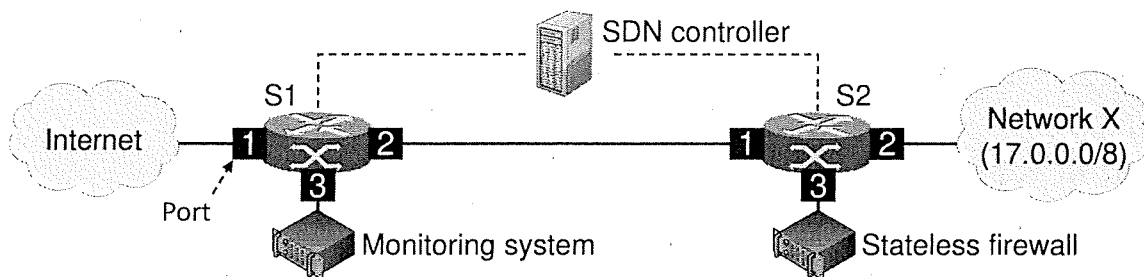 SDN controller
S1
S2
Internet
1
2
1
2
Network X
(17.0.0.0/8)
3
3
Port
Monitoring system
Stateless firewall